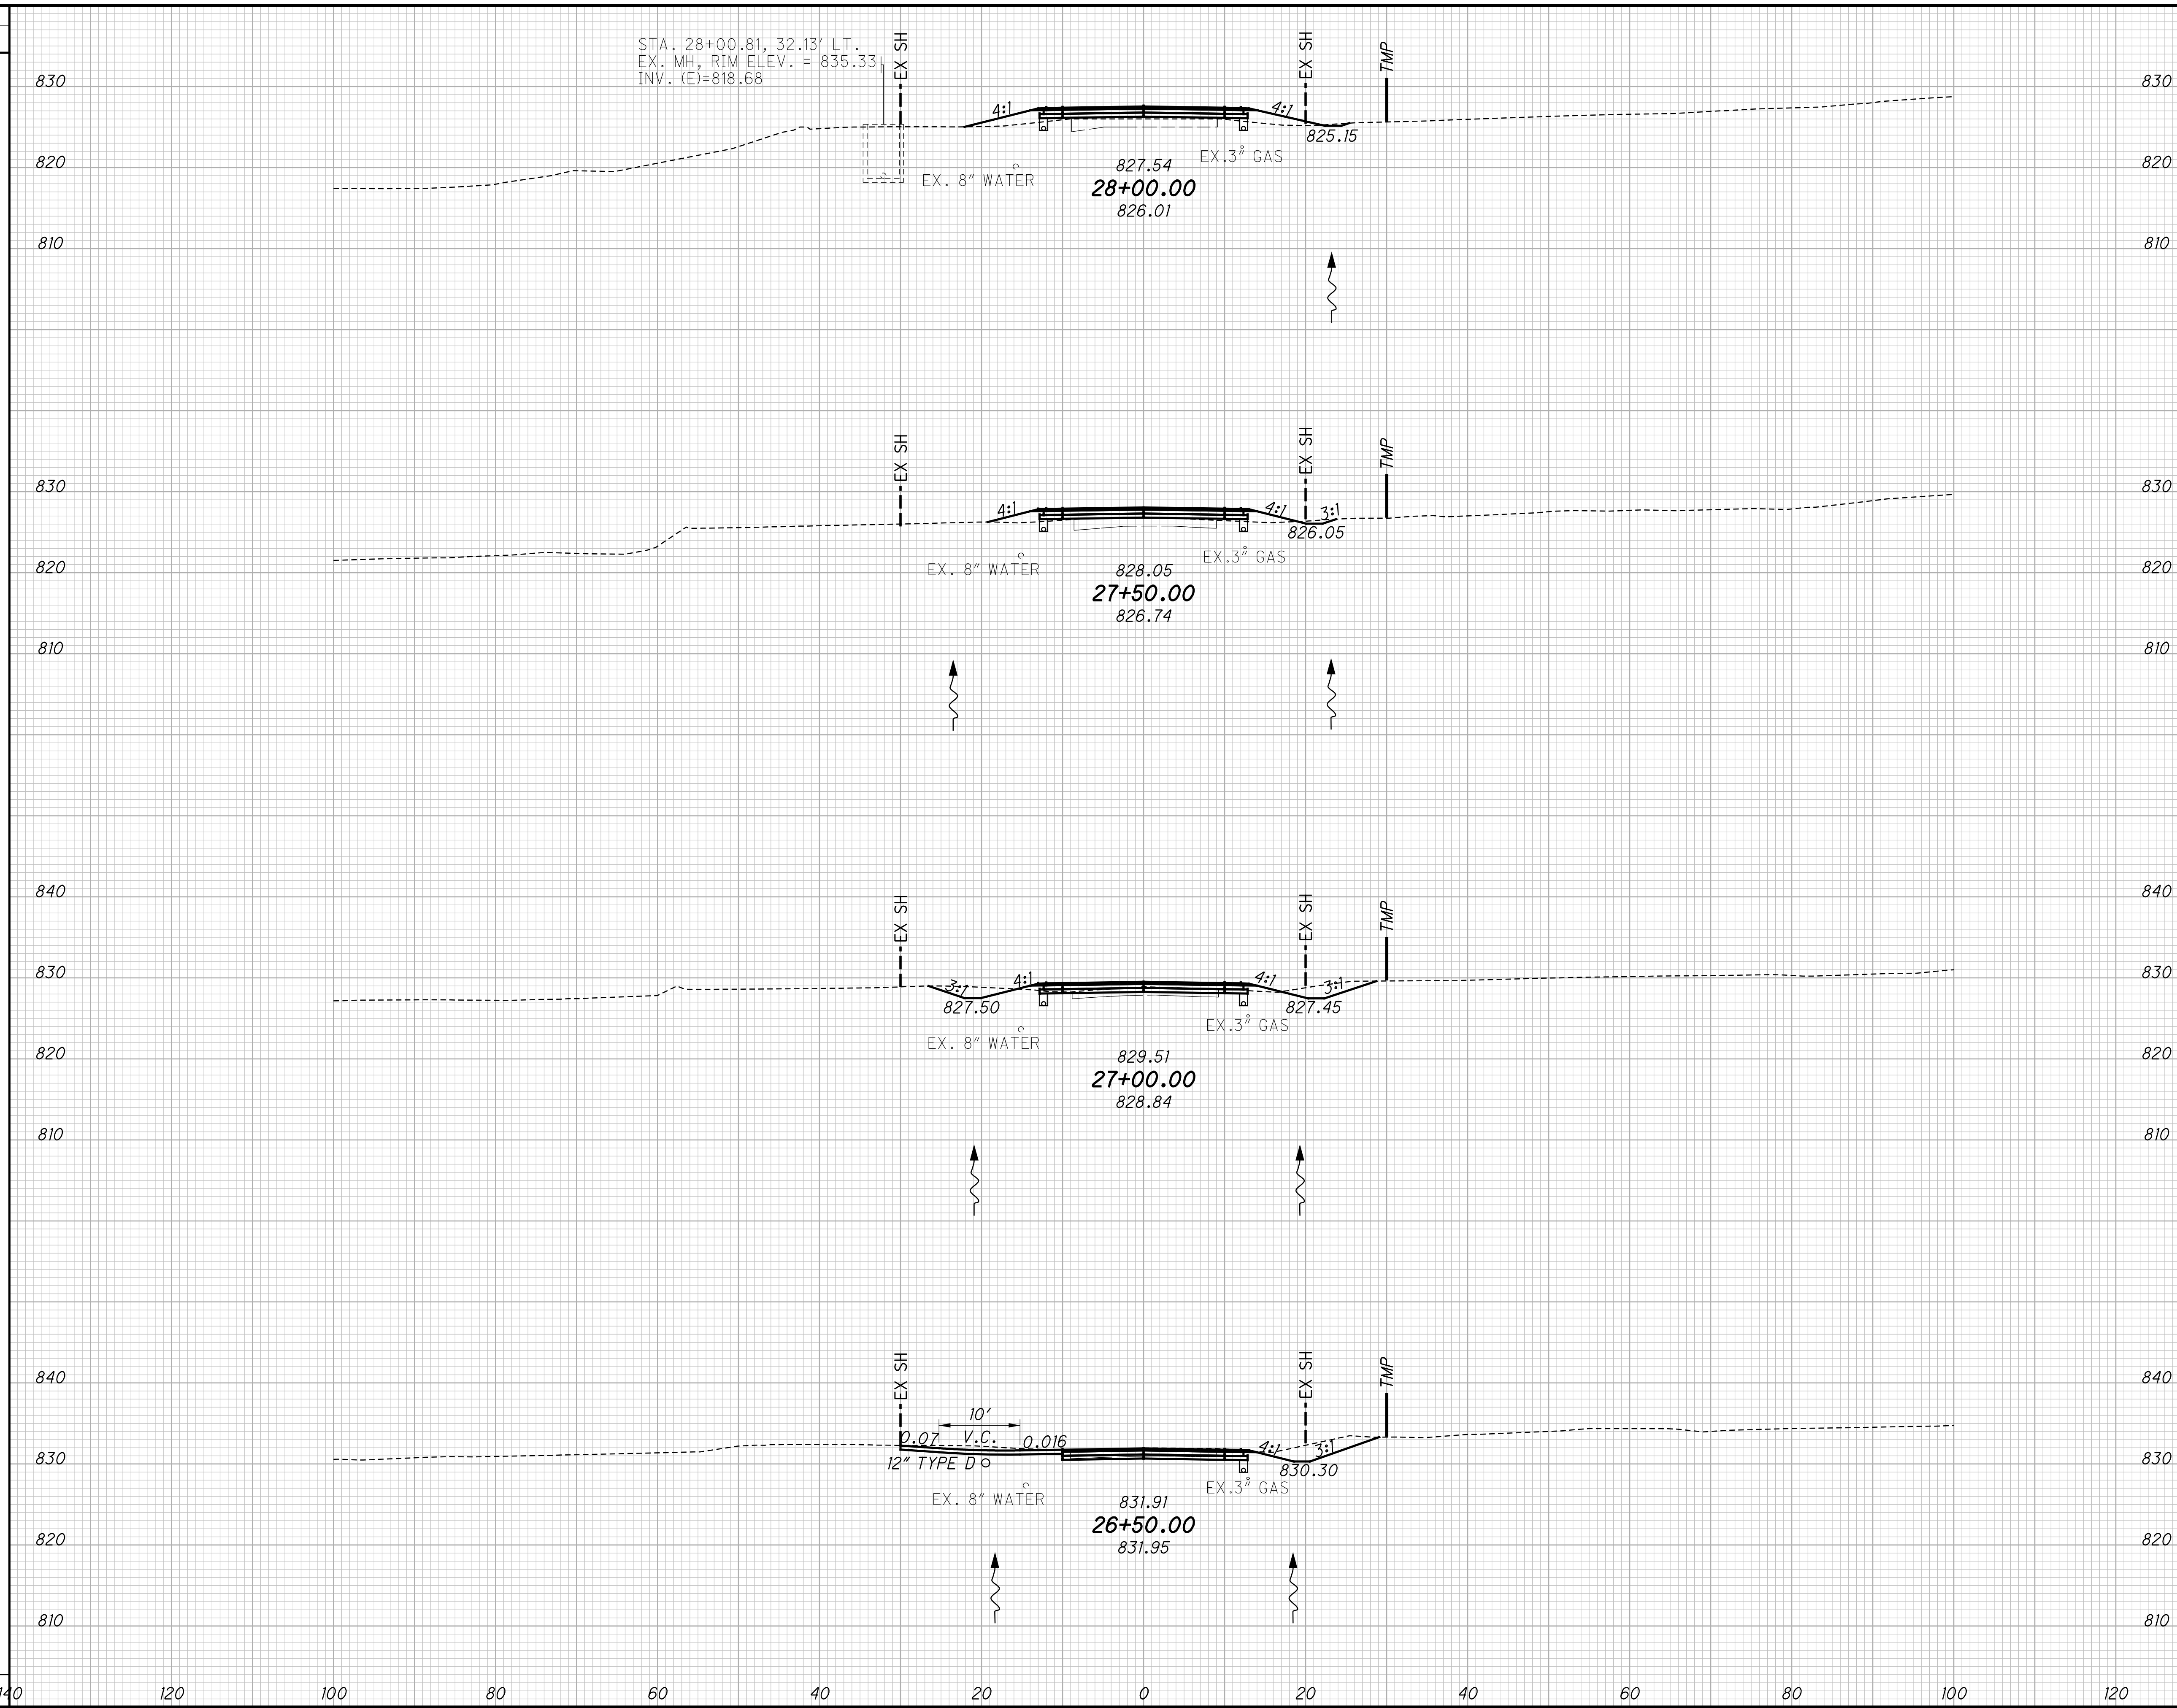 STA. 28+00.81, 32.13' LT.
EX. MH, RIM ELEV. = 835.33
INV. (E)=818.68
EX SH
EX SH
TMP
830
4:1
4:1
830
825.15
820
EX. 8" WATER
EX.3" GAS
827.54
28+00.00
826.01
820
810
810
EX SH
EX SH
TMP
830
4:1
4:1
3:1
830
826.05
820
EX. 8" WATER
EX.3" GAS
828.05
27+50.00
826.74
820
810
810
840
EX SH
EX SH
TMP
840
830
3:1
4:1
4:1
3:1
830
827.50
827.45
EX. 8" WATER
EX.3" GAS
820
829.51
27+00.00
828.84
820
810
810
840
EX SH
EX SH
TMP
840
10'
0.07
V.C.
0.016
4:1
3:1
830
12" TYPE D
830.30
830
EX. 8" WATER
EX.3" GAS
831.91
26+50.00
831.95
820
820
810
810
140
120
100
80
60
40
20
0
20
40
60
80
100
120